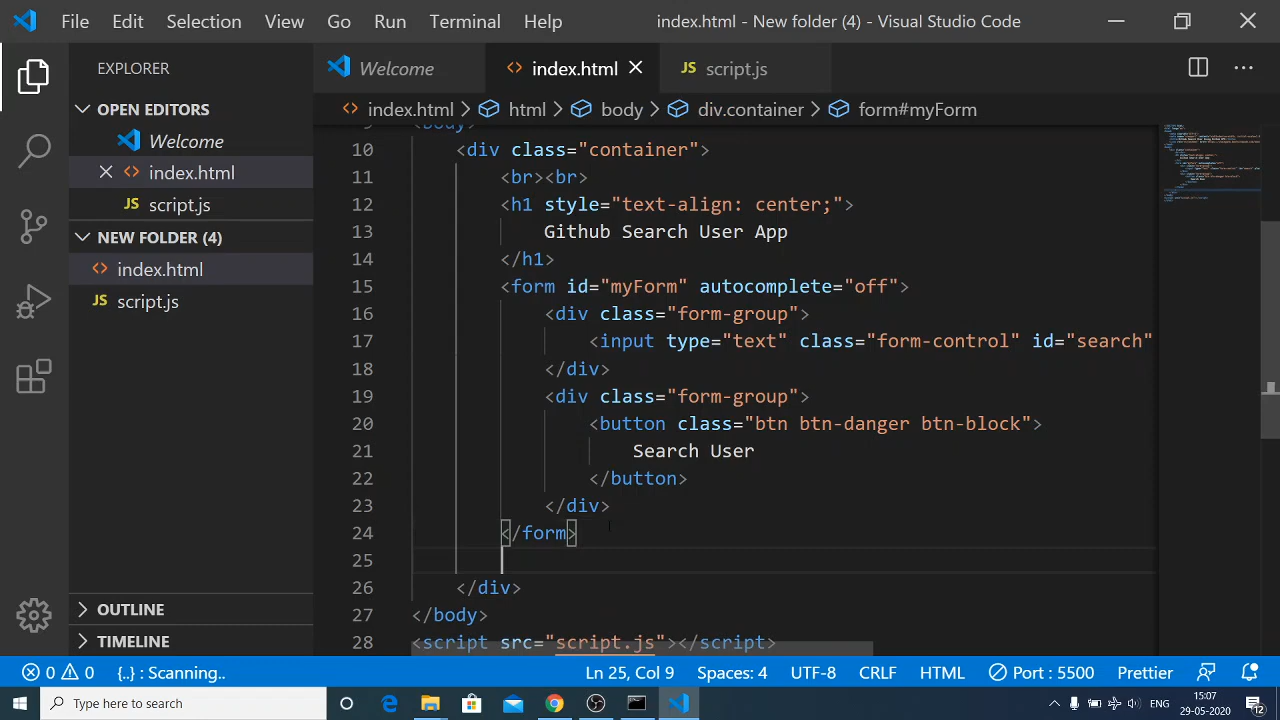 File Edit Selection View Go Run Terminal Help index.html - New folder (4) - Visual Studio Code
EXPLORER
OPEN EDITORS
Welcome
index.html
script.js
NEW FOLDER (4)
index.html
script.js
OUTLINE
TIMELINE
Welcome index.html JS script.js
index.html html body div.container form#myForm
9 <body>
10 <div class="container">
11 <br><br>
12 <h1 style="text-align: center;">
13 Github Search User App
14 </h1>
15 <form id="myForm" autocomplete="off">
16 <div class="form-group">
17 <input type="text" class="form-control" id="search"
18 </div>
19 <div class="form-group">
20 <button class="btn btn-danger btn-block">
21 Search User
22 </button>
23 </div>
24 </form>
25
26 </div>
27 </body>
28 <script src="script.js"></script>
0 0 {..} : Scanning.. Ln 25, Col 9 Spaces: 4 UTF-8 CRLF HTML Port : 5500 Prettier
Type here to search ENG 15:07
29-05-2020